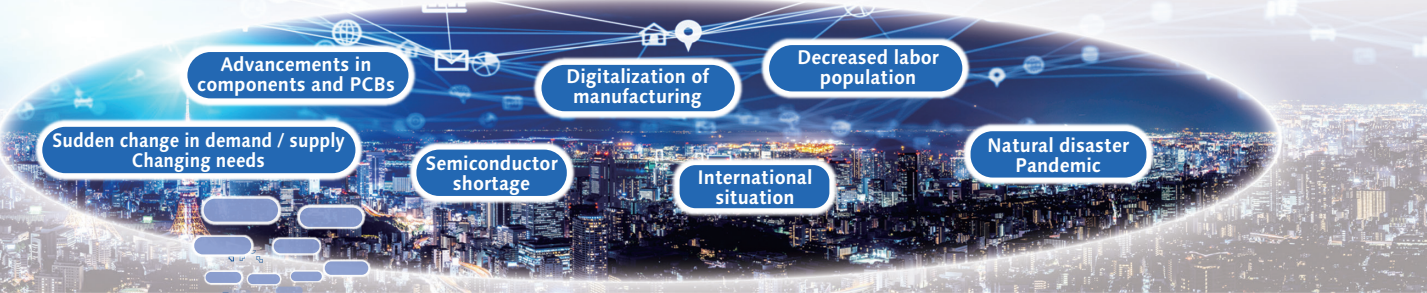 Advancements in
components and PCBs
Digitalization of
manufacturing
Decreased labor
population
Sudden change in demand / supply
Changing needs
Semiconductor
shortage
International
situation
Natural disaster
Pandemic